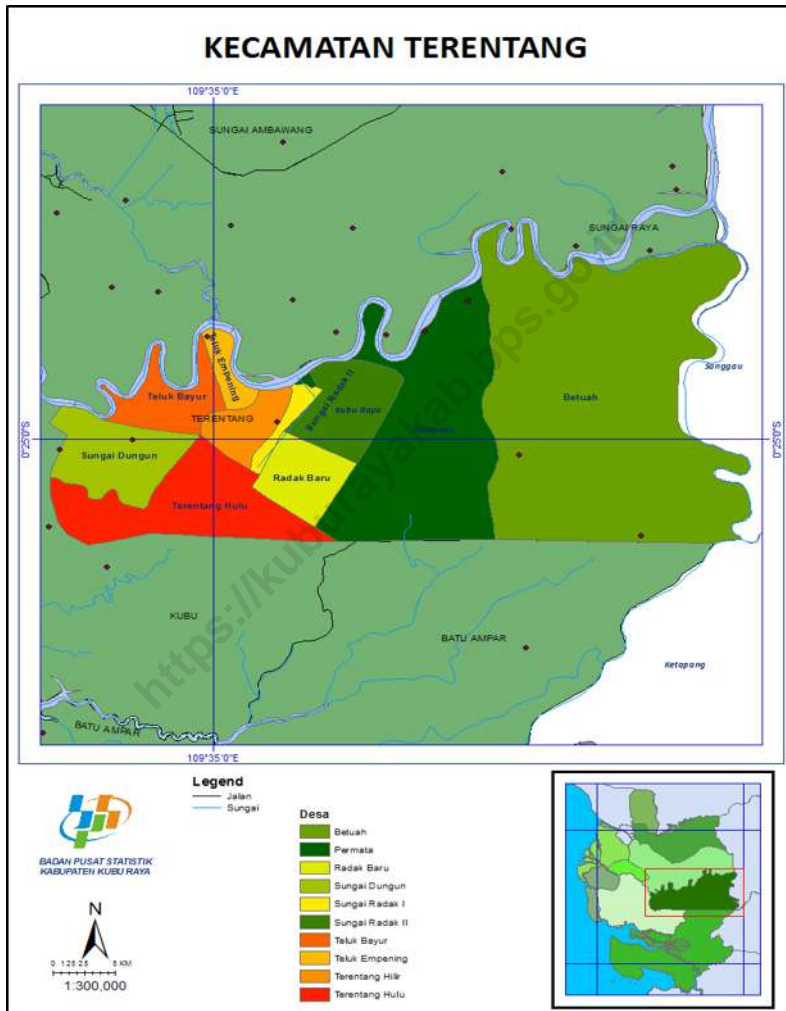 KECAMATAN TERENTANG
109°35'0"E
SUNGAI AMBAWANG
SUNGAI RAYA
Sanggau
Teluk Empening
Sungai Radak II
Kubu Raya
Teluk Bayur
Betuah
TERENTANG
Permata
0°25'0"S
0°25'0"S
Sungai Dungun
Radak Baru
Terentang Hulu
KUBU
BATU AMPAR
Ketapang
BATU AMPAR
https://kuburayakab.bps.go.id
109°35'0"E
Legend
Jalan
Sungai
Desa
Betuah
Permata
Radak Baru
Sungai Dungun
Sungai Radak I
Sungai Radak II
Teluk Bayur
Teluk Empening
Terentang Hilir
Terentang Hulu
BADAN PUSAT STATISTIK
KABUPATEN KUBU RAYA
N
0 1.25 2.5 5 KM
1:300,000